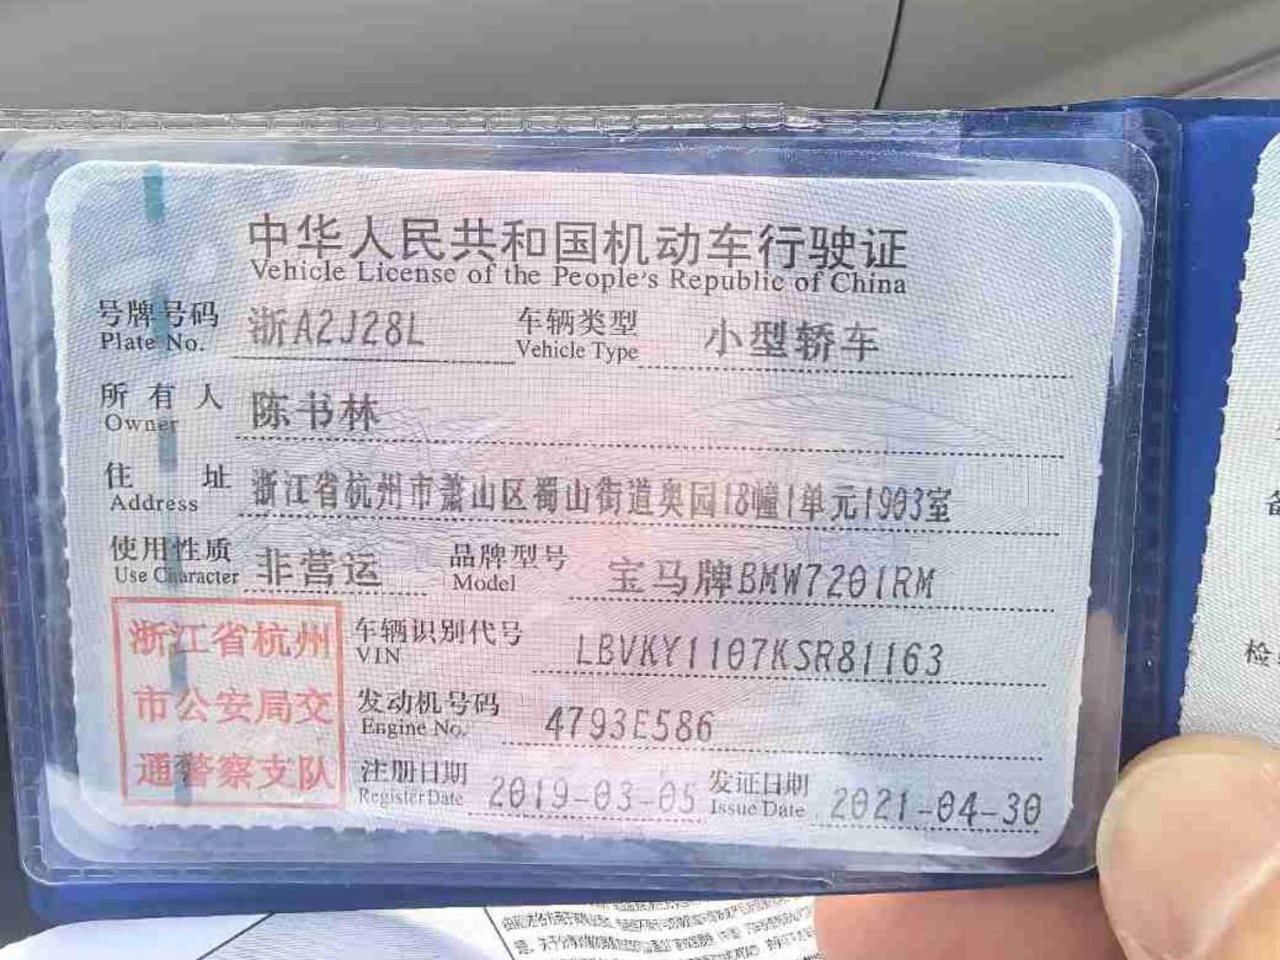 中华人民共和国机动车行驶证
Vehicle License of the People's Republic of China
号牌号码 浙A2J28L 车辆类型 小型轿车
Plate No. Vehicle Type
所有人 陈书林
Owner
住址 浙江省杭州市萧山区蜀山街道奥园18幢1单元1903室
Address
使用性质 非营运 品牌型号 宝马牌BMW7201RM
Use Character Model
浙江省杭州
市公安局交
通警察支队
车辆识别代号 LBVKY1107KSR81163
VIN
发动机号码 4793E586
Engine No.
注册日期 2019-03-05 发证日期 2021-04-30
Register Date Issue Date